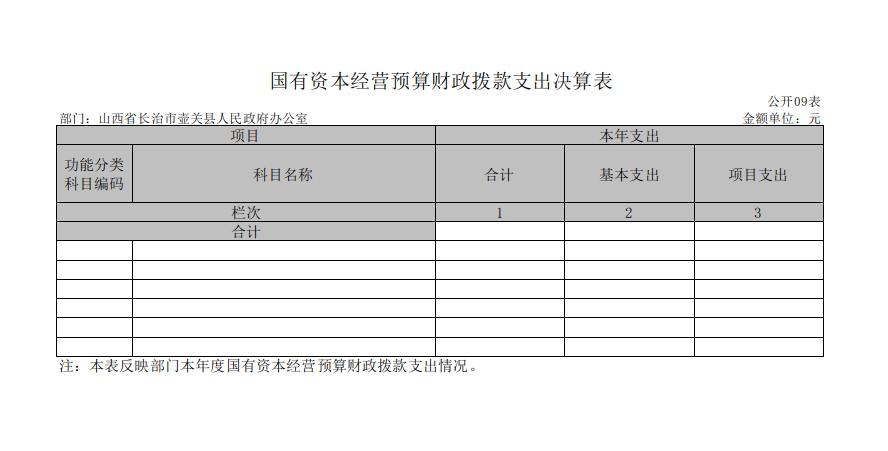 国有资本经营预算财政拨款支出决算表
公开09表
部门：山西省长治市壶关县人民政府办公室 金额单位：元
项目 本年支出
功能分类
科目编码 科目名称 合计 基本支出 项目支出
栏次 1 2 3
合计
注：本表反映部门本年度国有资本经营预算财政拨款支出情况。